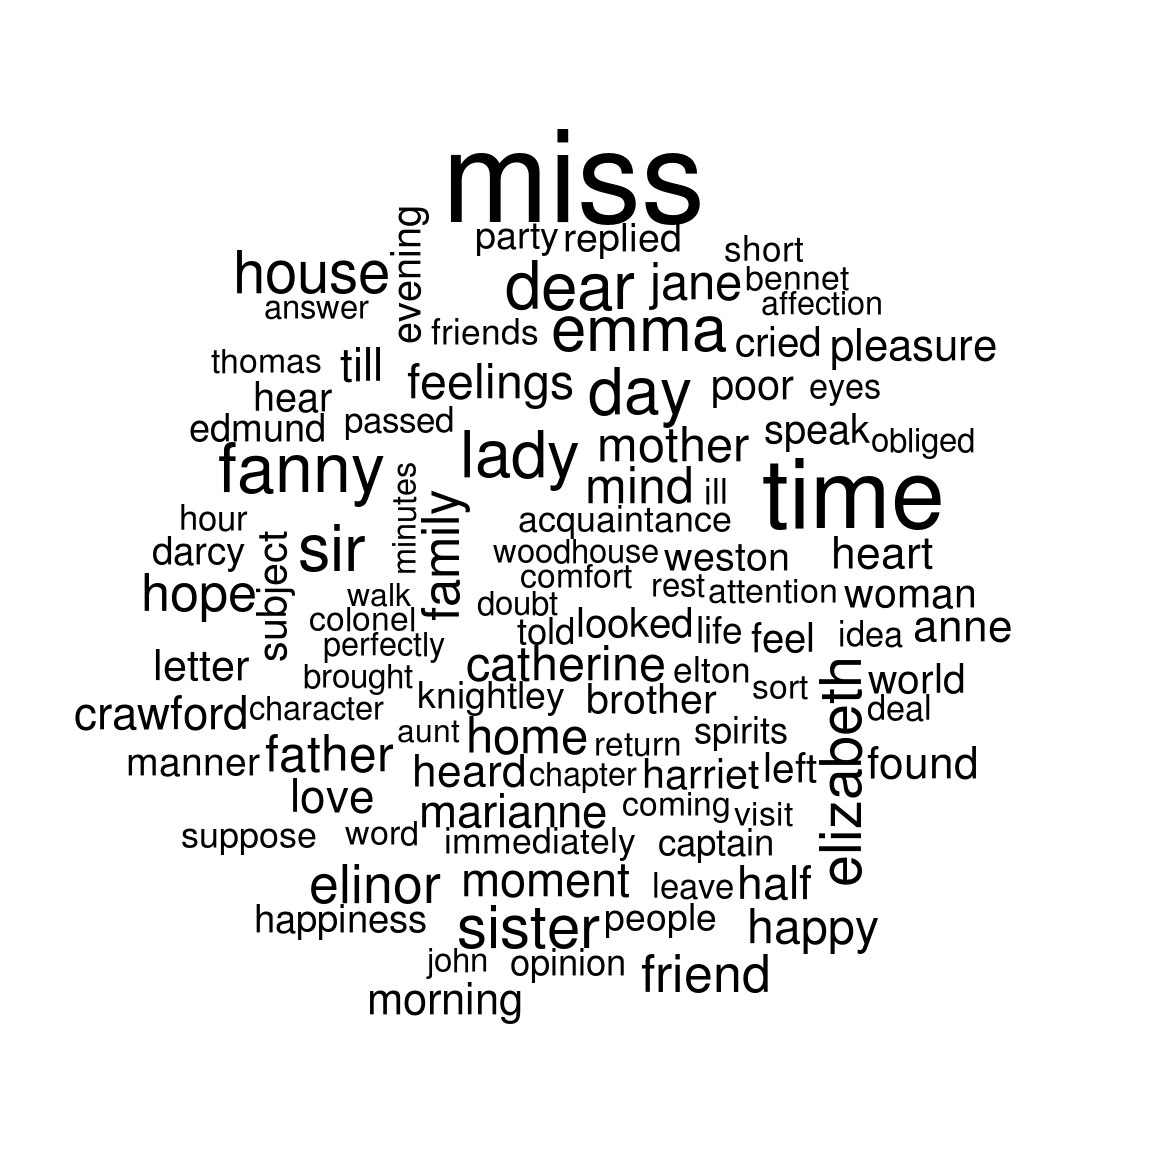 miss
evening
party replied
short
house
dear jane bennet
answer
affection
friends emma cried pleasure
thomas till
feelings day poor eyes
hear
edmund passed
lady mother speak obliged
fanny
minutes
mind ill time
family
hour
acquaintance
subject
darcy sir
woodhouse weston heart
hope
comfort
walk
rest attention woman
colonel
doubt
told looked life feel idea anne
perfectly
letter
brought
catherine elton
sort
elizabeth
world
crawford character
knightley brother
deal
aunt home return spirits
manner father
heard chapter harriet left found
love
marianne coming visit
suppose word immediately captain
elinor moment leave half
happiness
sister people happy
john opinion friend
morning